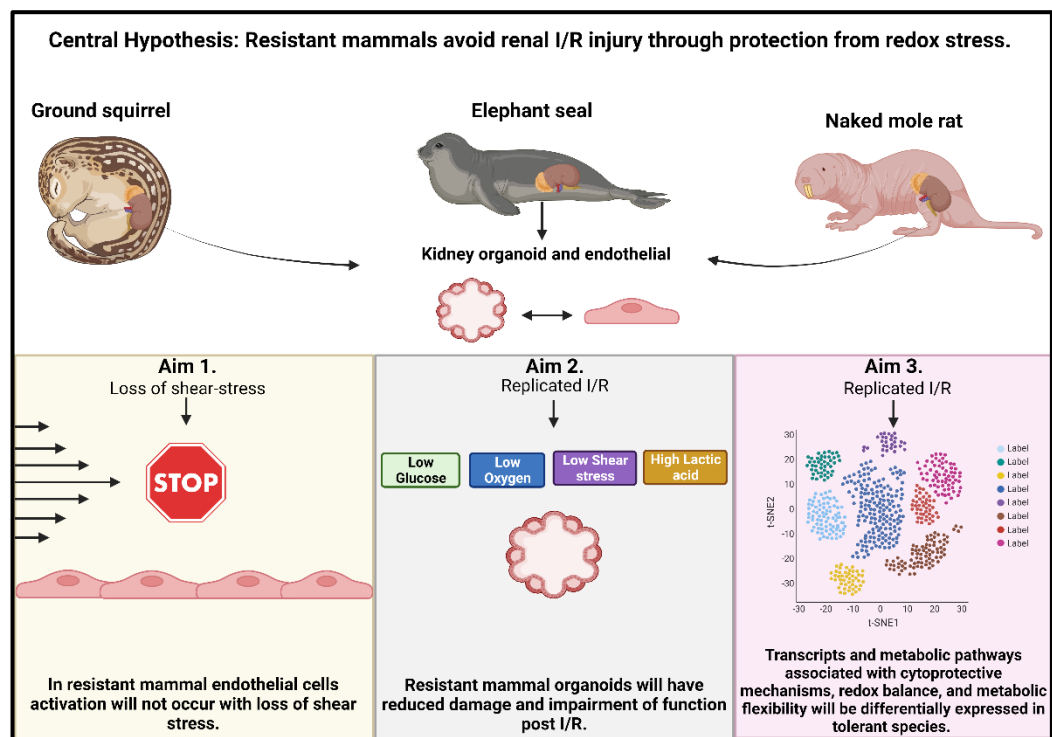 Central Hypothesis: Resistant mammals avoid renal I/R injury through protection from redox stress.
Ground squirrel
Elephant seal
Naked mole rat
Kidney organoid and endothelial
Aim 1.
Loss of shear-stress
STOP
In resistant mammal endothelial cells
activation will not occur with loss of shear
stress.
Aim 2.
Replicated I/R
Low
Glucose
Low
Oxygen
Low Shear
stress
High Lactic
acid
Resistant mammal organoids will have
reduced damage and impairment of function
post I/R.
Aim 3.
Replicated I/R
30
20
10
0
-10
-20
-30
t-SNE2
-30
-20
-10
0
10
20
30
t-SNE1
Label
Label
Label
Label
Label
Label
Label
Label
Transcripts and metabolic pathways
associated with cytoprotective
mechanisms, redox balance, and metabolic
flexibility will be differentially expressed in
tolerant species.